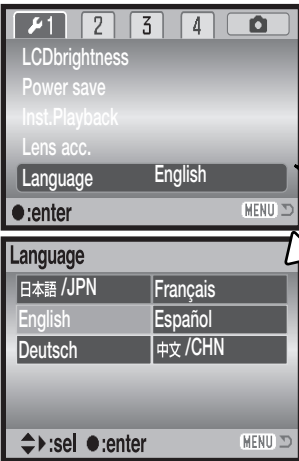 1 2 3 4
LCDbrightness
Power save
Inst.Playback
Lens acc.
Language English
:enter MENU
Language
日本語 /JPN Français
English Español
Deutsch 中文 /CHN
:sel :enter MENU